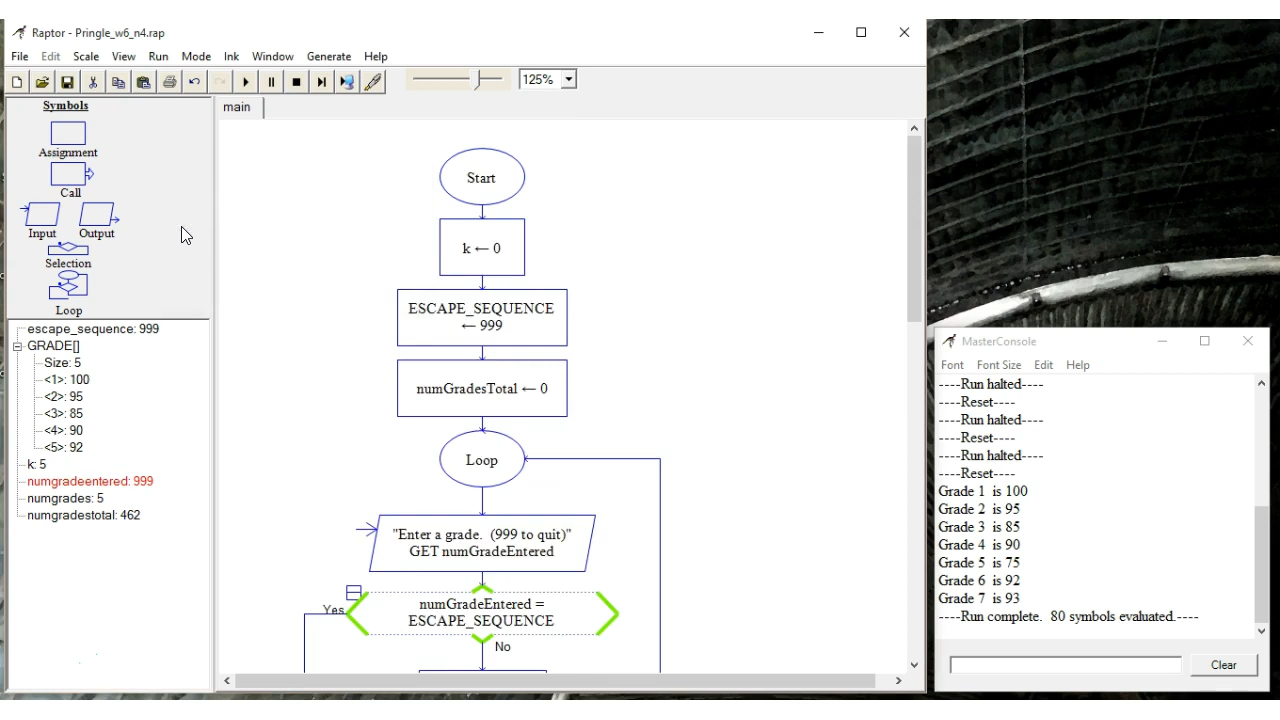 Raptor - Pringle_w6_n4.rap
File Edit Scale View Run Mode Ink Window Generate Help
125%
Symbols
Assignment
Call
Input Output
Selection
Loop
escape_sequence: 999
GRADE[]
Size: 5
<1>: 100
<2>: 95
<3>: 85
<4>: 90
<5>: 92
k: 5
numgradeentered: 999
numgrades: 5
numgradestotal: 462
main
Start
k ← 0
ESCAPE_SEQUENCE
← 999
numGradesTotal ← 0
Loop
"Enter a grade. (999 to quit)"
GET numGradeEntered
Yes
numGradeEntered =
ESCAPE_SEQUENCE
No
MasterConsole
Font Font Size Edit Help
----Run halted----
----Reset----
----Run halted----
----Reset----
----Run halted----
----Reset----
Grade 1 is 100
Grade 2 is 95
Grade 3 is 85
Grade 4 is 90
Grade 5 is 75
Grade 6 is 92
Grade 7 is 93
----Run complete. 80 symbols evaluated.----
Clear